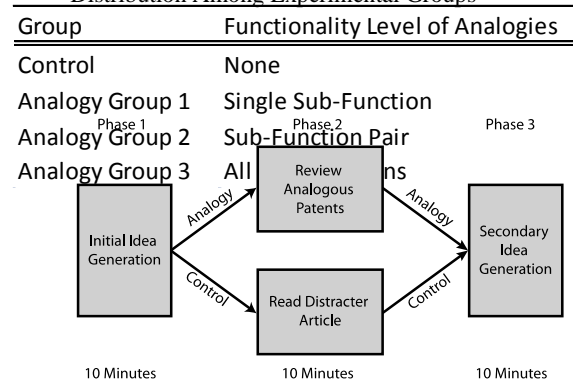 Distribution Among Experimental Groups
Group Functionality Level of Analogies
Control None
Analogy Group 1 Single Sub-Function
Phase 1 Phase 2 Phase 3
Analogy Group 2 Sub-Function Pair
Analogy Group 3 All
Review
Analogous
Patents
Analogy
Analogy
Initial Idea
Generation
Secondary
Idea
Generation
Control
Control
Read Distracter
Article
10 Minutes 10 Minutes 10 Minutes